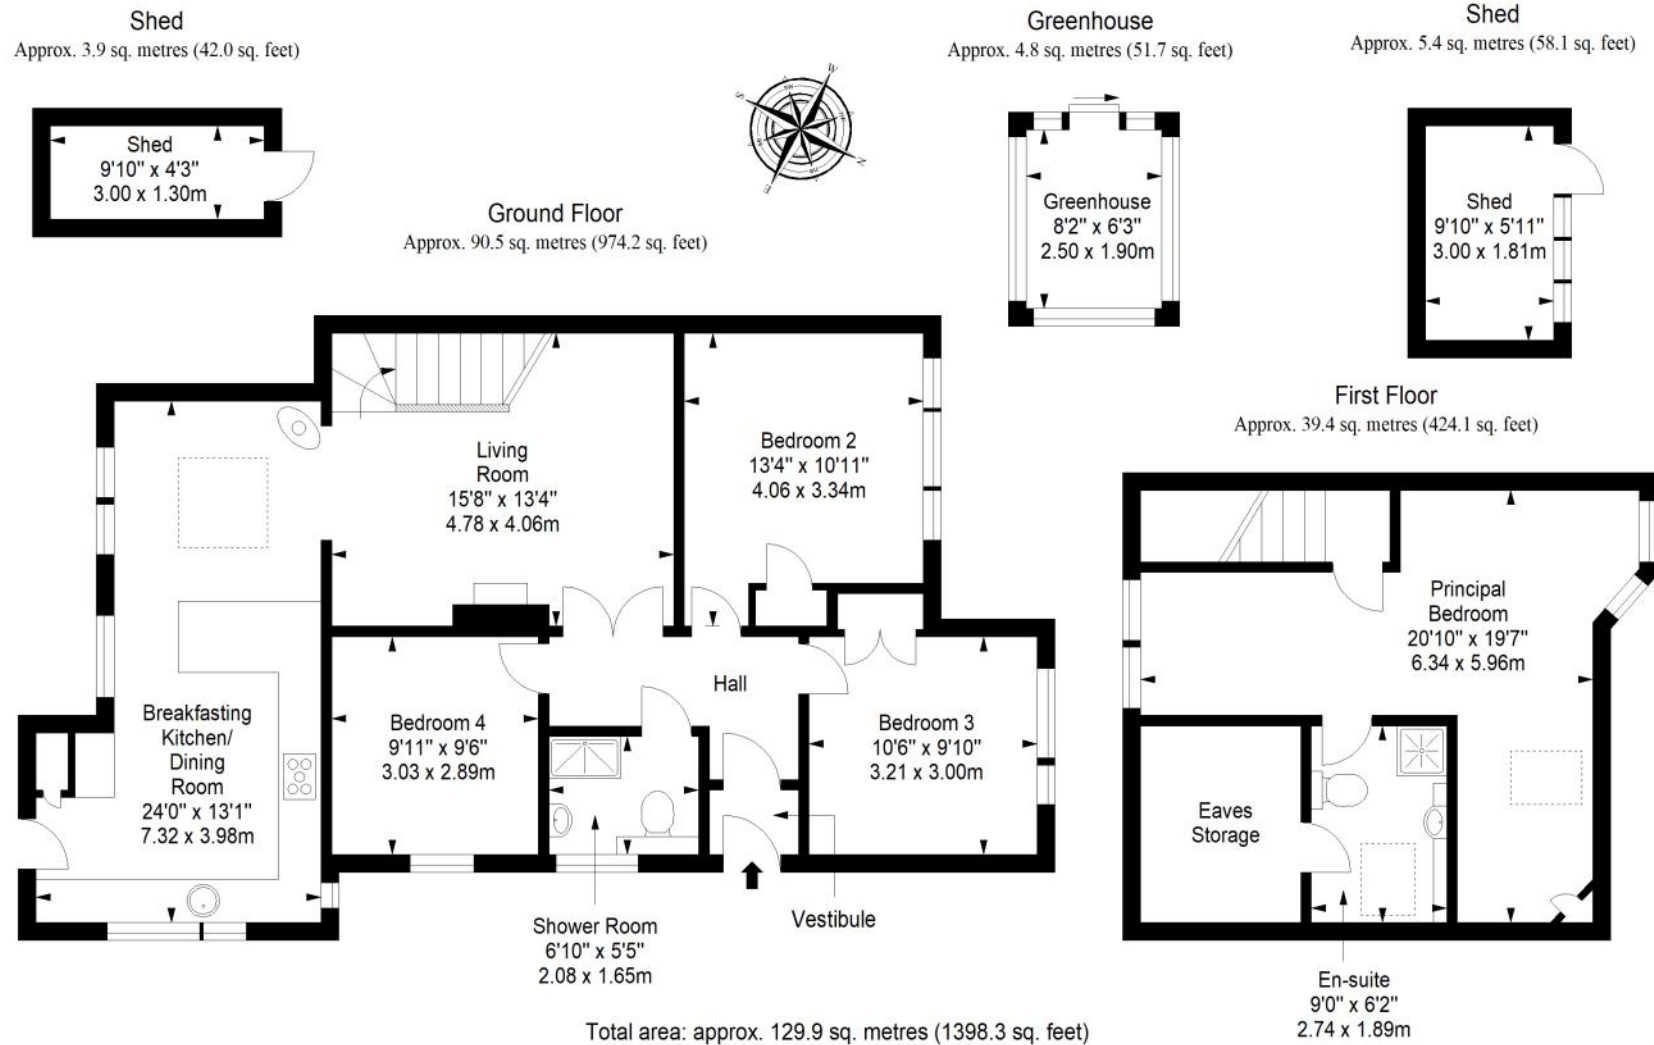 Shed
Approx. 3.9 sq. metres (42.0 sq. feet)
Shed
9'10" x 4'3"
3.00 x 1.30m
W
S
N
E
Greenhouse
Approx. 4.8 sq. metres (51.7 sq. feet)
Greenhouse
8'2" x 6'3"
2.50 x 1.90m
Shed
Approx. 5.4 sq. metres (58.1 sq. feet)
Shed
9'10" x 5'11"
3.00 x 1.81m
Ground Floor
Approx. 90.5 sq. metres (974.2 sq. feet)
Living
Room
15'8" x 13'4"
4.78 x 4.06m
Bedroom 2
13'4" x 10'11"
4.06 x 3.34m
Hall
Breakfasting
Kitchen/
Dining
Room
24'0" x 13'1"
7.32 x 3.98m
Bedroom 4
9'11" x 9'6"
3.03 x 2.89m
Bedroom 3
10'6" x 9'10"
3.21 x 3.00m
Shower Room
6'10" x 5'5"
2.08 x 1.65m
Vestibule
First Floor
Approx. 39.4 sq. metres (424.1 sq. feet)
Principal
Bedroom
20'10" x 19'7"
6.34 x 5.96m
Eaves
Storage
En-suite
9'0" x 6'2"
2.74 x 1.89m
Total area: approx. 129.9 sq. metres (1398.3 sq. feet)